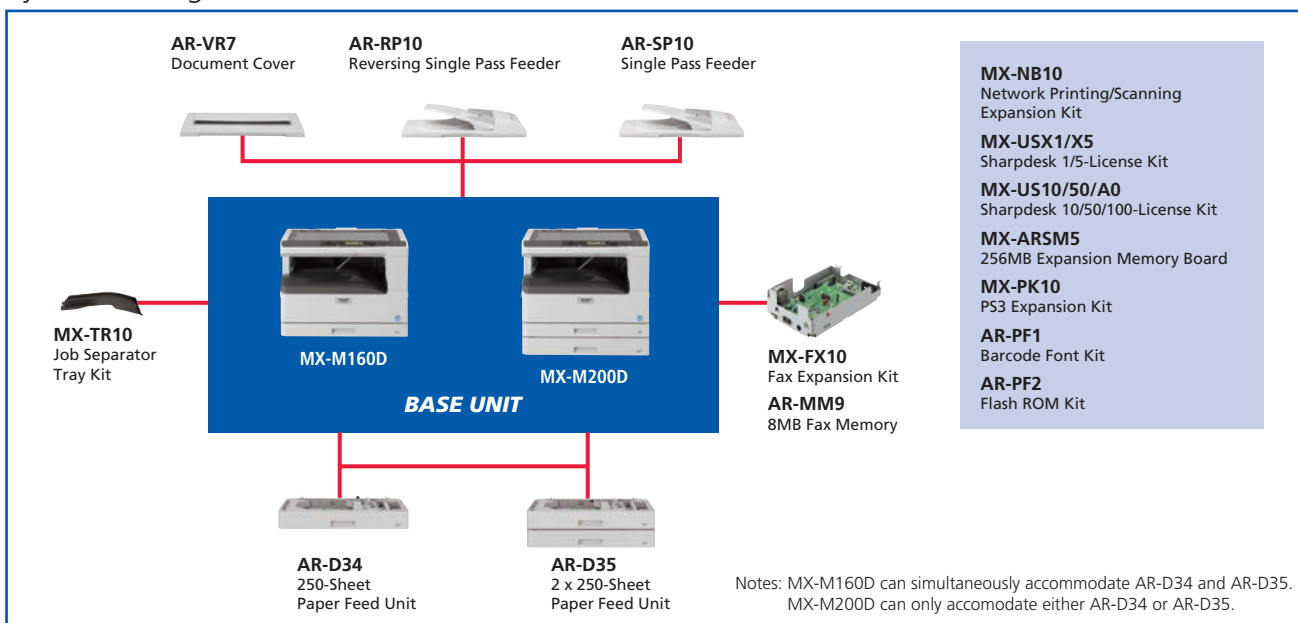 AR-VR7
Document Cover
AR-RP10
Reversing Single Pass Feeder
AR-SP10
Single Pass Feeder
MX-TR10
Job Separator
Tray Kit
MX-M160D
MX-M200D
BASE UNIT
MX-FX10
Fax Expansion Kit
AR-MM9
8MB Fax Memory
AR-D34
250-Sheet
Paper Feed Unit
AR-D35
2 x 250-Sheet
Paper Feed Unit
MX-NB10
Network Printing/Scanning
Expansion Kit
MX-USX1/X5
Sharpdesk 1/5-License Kit
MX-US10/50/A0
Sharpdesk 10/50/100-License Kit
MX-ARSM5
256MB Expansion Memory Board
MX-PK10
PS3 Expansion Kit
AR-PF1
Barcode Font Kit
AR-PF2
Flash ROM Kit
Notes: MX-M160D can simultaneously accommodate AR-D34 and AR-D35.
MX-M200D can only accomodate either AR-D34 or AR-D35.